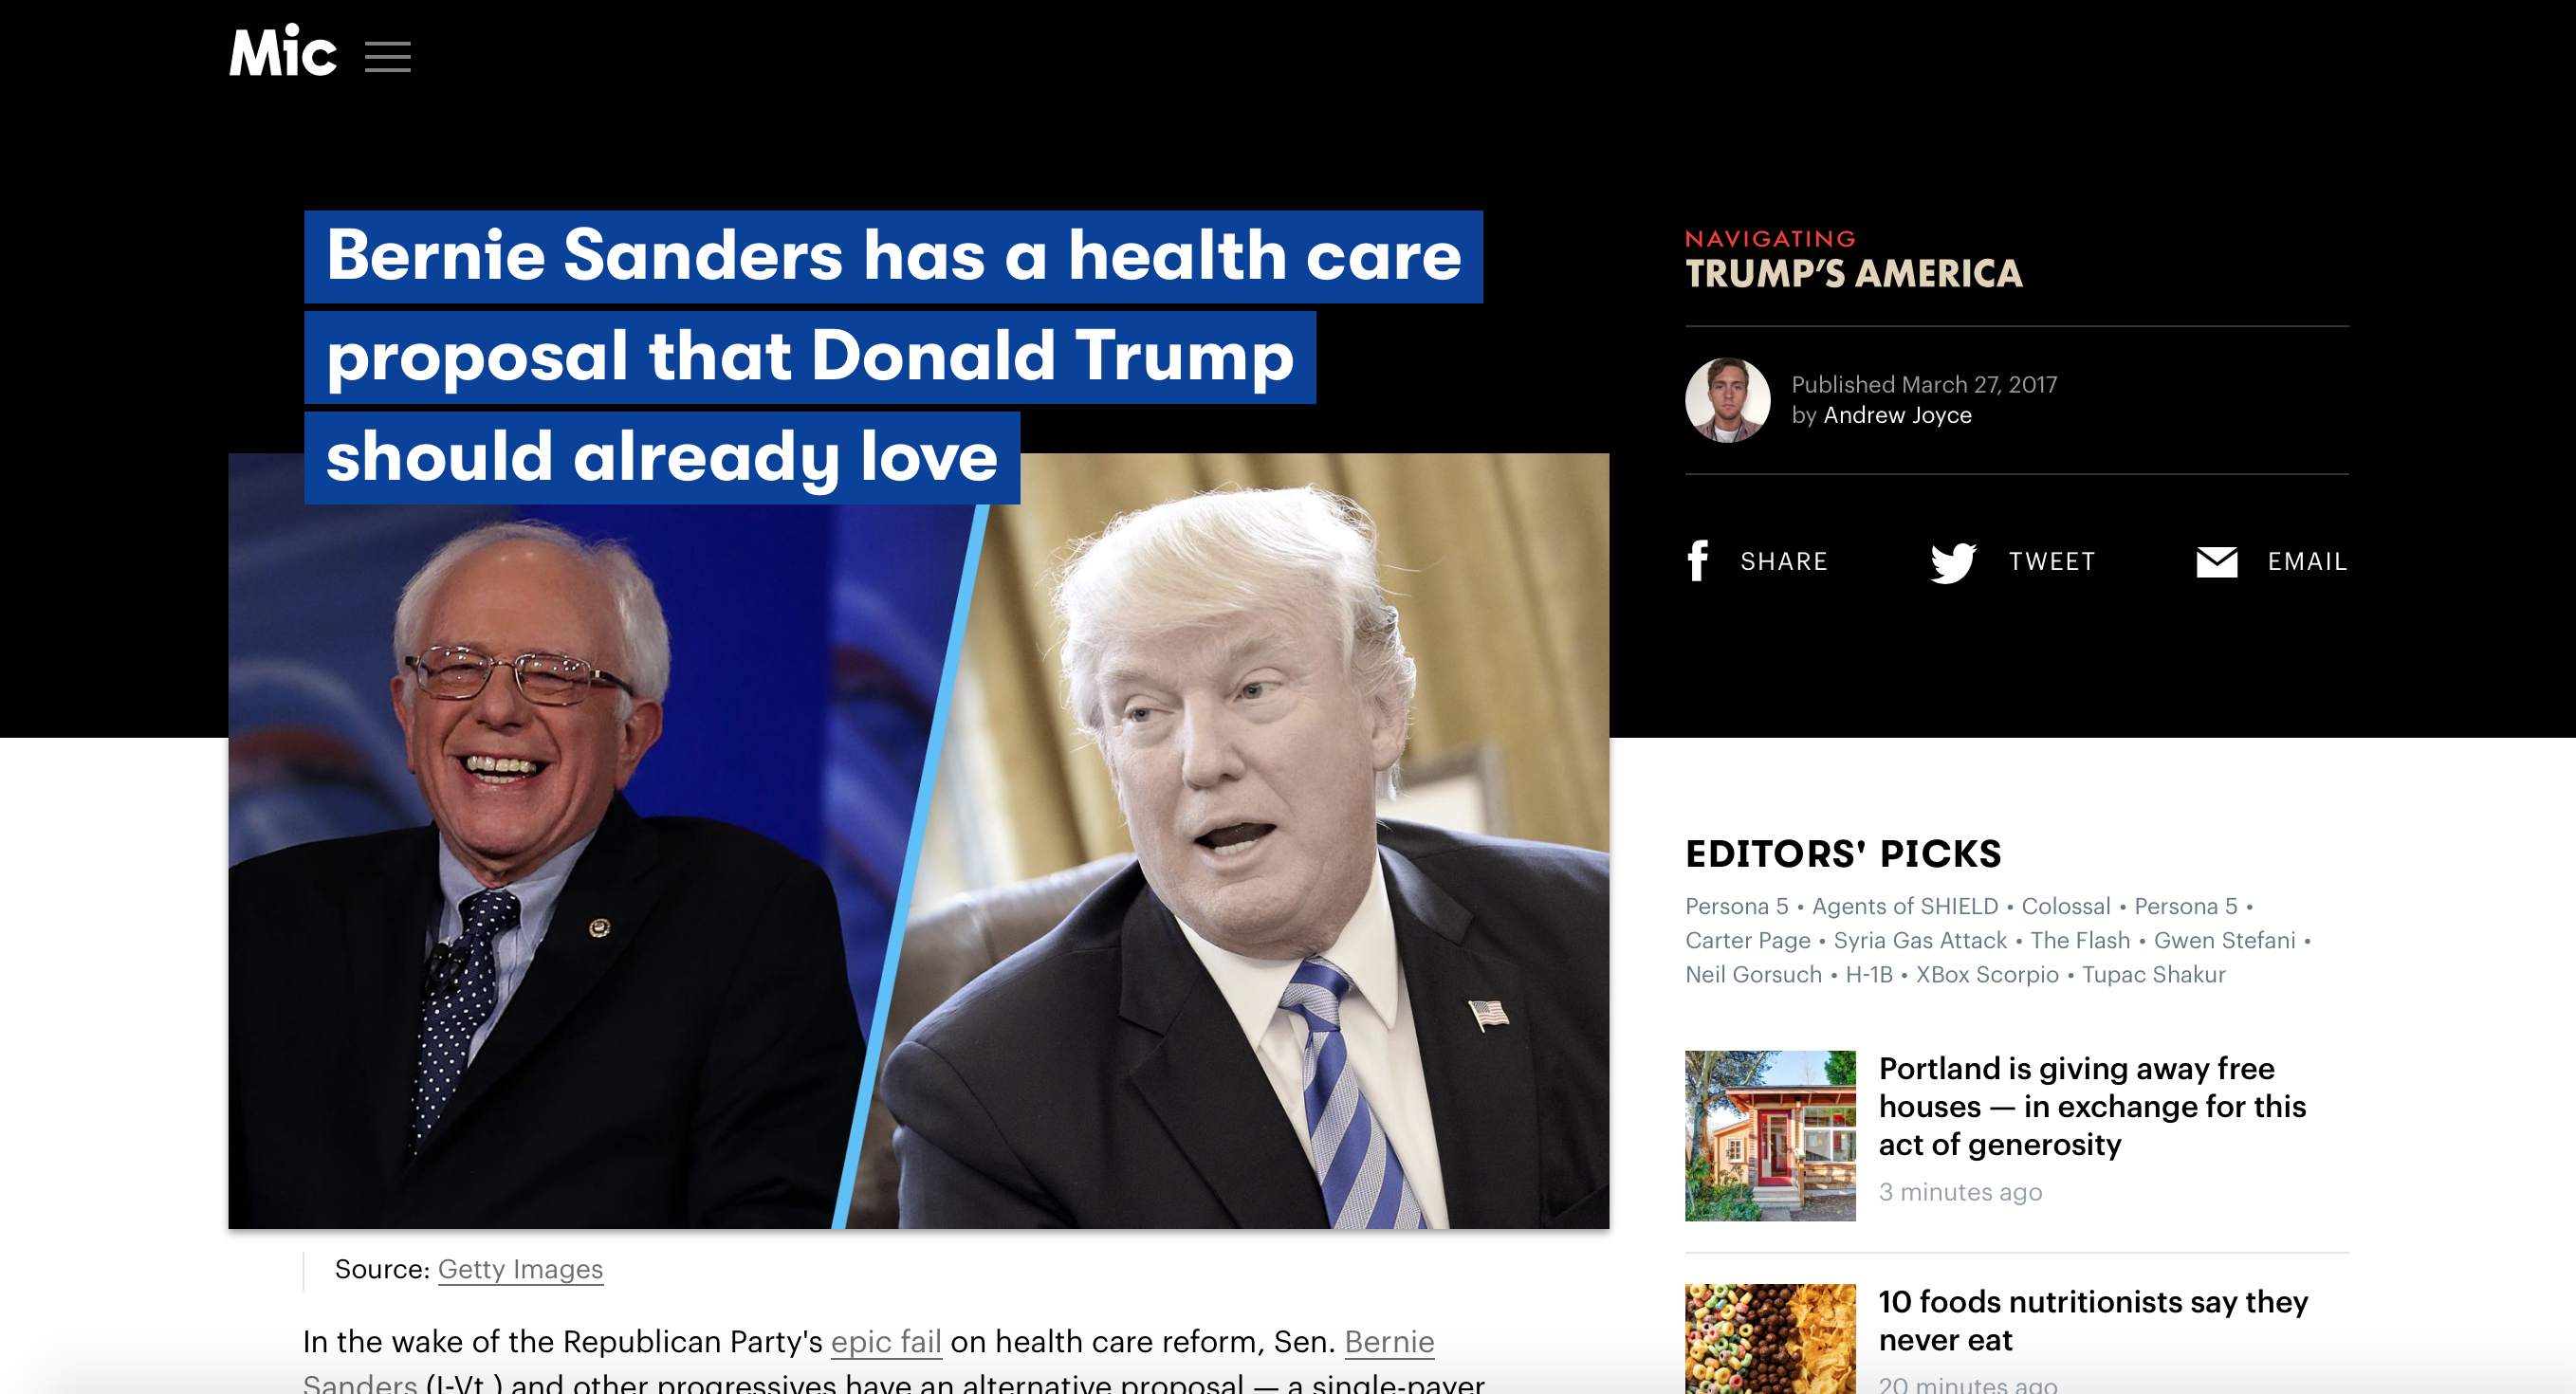 Mic
Bernie Sanders has a health care
proposal that Donald Trump
should already love
NAVIGATING
TRUMP'S AMERICA
Published March 27, 2017
by Andrew Joyce
SHARE
TWEET
EMAIL
Source: Getty Images
In the wake of the Republican Party's epic fail on health care reform, Sen. Bernie
Sanders (I-Vt.) and other progressives have an alternative proposal — a single-payer
EDITORS' PICKS
Persona 5 • Agents of SHIELD • Colossal • Persona 5 •
Carter Page • Syria Gas Attack • The Flash • Gwen Stefani •
Neil Gorsuch • H-1B • XBox Scorpio • Tupac Shakur
Portland is giving away free
houses — in exchange for this
act of generosity
3 minutes ago
10 foods nutritionists say they
never eat
20 minutes ago